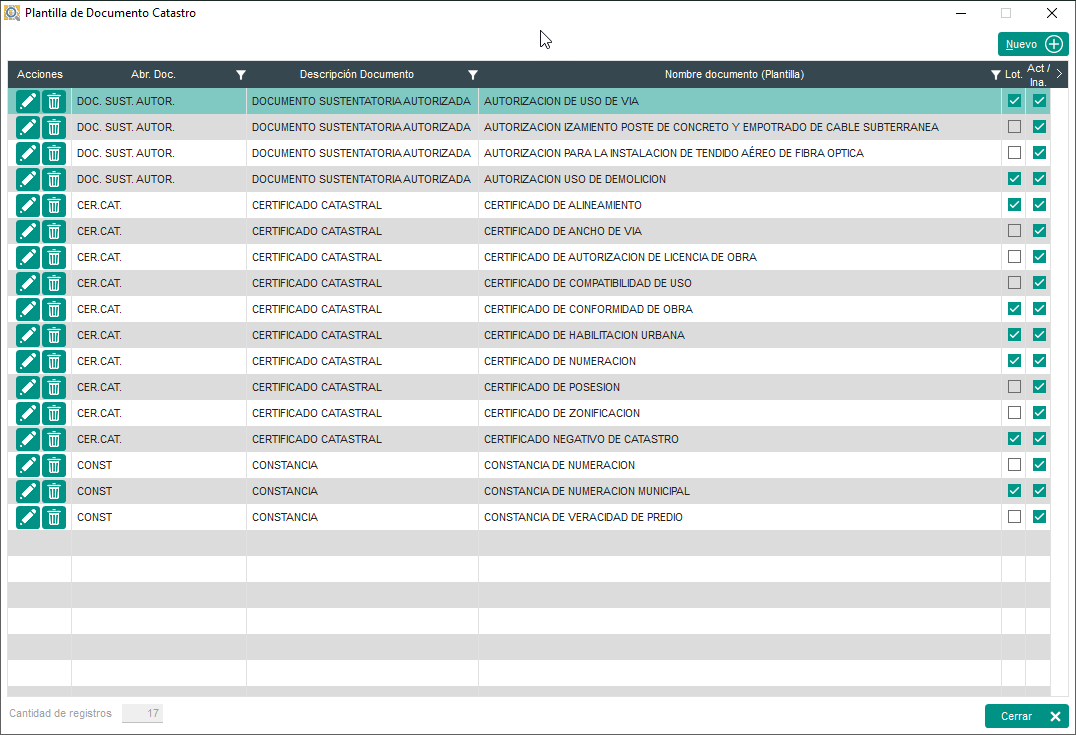 Plantilla de Documento Catastro
Nuevo
Acciones Abr. Doc. Descripción Documento Nombre documento (Plantilla) Lot. Act / Ina.
DOC. SUST. AUTOR. DOCUMENTO SUSTENTATORIA AUTORIZADA AUTORIZACION DE USO DE VIA
DOC. SUST. AUTOR. DOCUMENTO SUSTENTATORIA AUTORIZADA AUTORIZACION IZAMIENTO POSTE DE CONCRETO Y EMPOTRADO DE CABLE SUBTERRANEA
DOC. SUST. AUTOR. DOCUMENTO SUSTENTATORIA AUTORIZADA AUTORIZACION PARA LA INSTALACION DE TENDIDO AÉREO DE FIBRA OPTICA
DOC. SUST. AUTOR. DOCUMENTO SUSTENTATORIA AUTORIZADA AUTORIZACION USO DE DEMOLICION
CER.CAT. CERTIFICADO CATASTRAL CERTIFICADO DE ALINEAMIENTO
CER.CAT. CERTIFICADO CATASTRAL CERTIFICADO DE ANCHO DE VIA
CER.CAT. CERTIFICADO CATASTRAL CERTIFICADO DE AUTORIZACION DE LICENCIA DE OBRA
CER.CAT. CERTIFICADO CATASTRAL CERTIFICADO DE COMPATIBILIDAD DE USO
CER.CAT. CERTIFICADO CATASTRAL CERTIFICADO DE CONFORMIDAD DE OBRA
CER.CAT. CERTIFICADO CATASTRAL CERTIFICADO DE HABILITACION URBANA
CER.CAT. CERTIFICADO CATASTRAL CERTIFICADO DE NUMERACION
CER.CAT. CERTIFICADO CATASTRAL CERTIFICADO DE POSESION
CER.CAT. CERTIFICADO CATASTRAL CERTIFICADO DE ZONIFICACION
CER.CAT. CERTIFICADO CATASTRAL CERTIFICADO NEGATIVO DE CATASTRO
CONST CONSTANCIA CONSTANCIA DE NUMERACION
CONST CONSTANCIA CONSTANCIA DE NUMERACION MUNICIPAL
CONST CONSTANCIA CONSTANCIA DE VERACIDAD DE PREDIO
Cantidad de registros 17
Cerrar